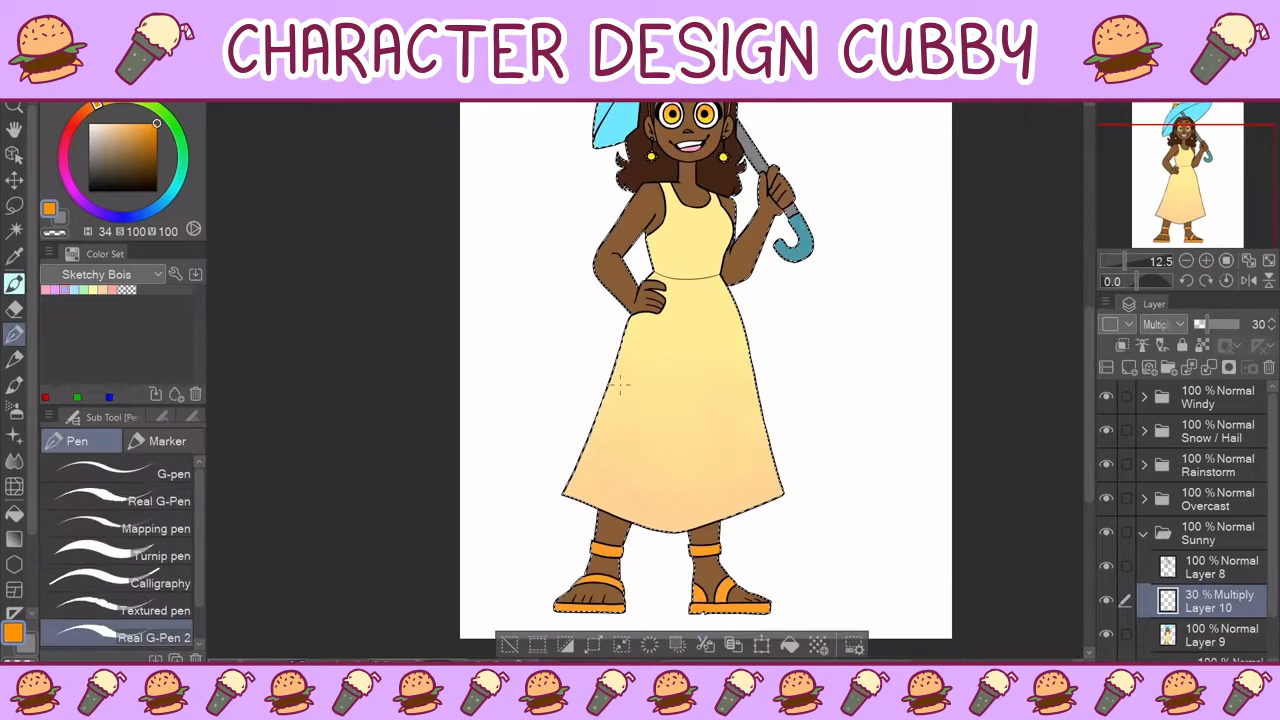 CHARACTER DESIGN CUBBY
H 34 S 100 V 100
Color Set
Sketchy Bois
Sub Tool [Pe
Pen
Marker
G-pen
Real G-Pen
Mapping pen
Turnip pen
Calligraphy
Textured pen
Real G-Pen 2
12.5
0.0
Layer
Multipl
30
100 % Normal
Windy
100 % Normal
Snow / Hail
100 % Normal
Rainstorm
100 % Normal
Overcast
100 % Normal
Sunny
100 % Normal
Layer 8
30 % Multiply
Layer 10
100 % Normal
Layer 9